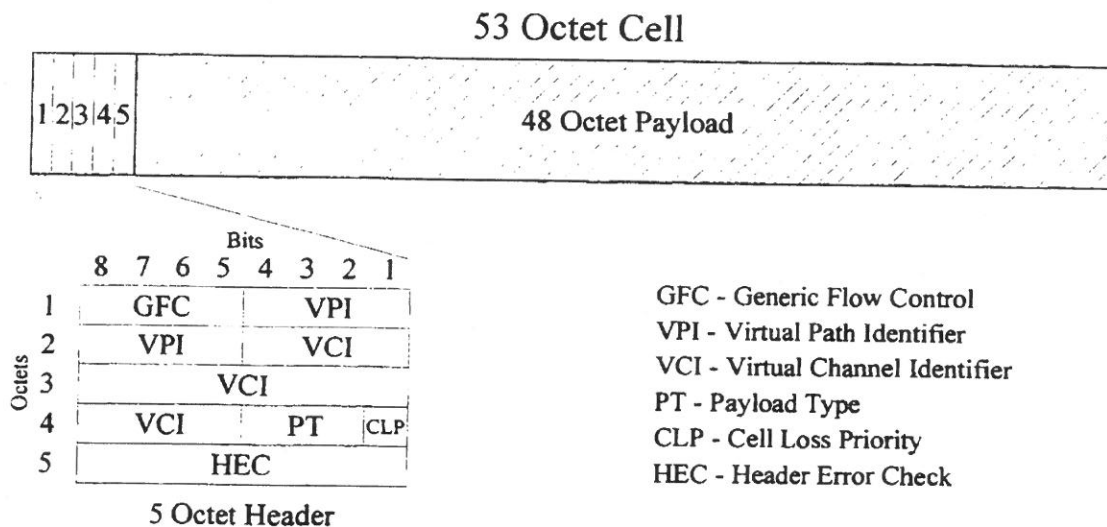 53 Octet Cell
1 2 3 4 5
48 Octet Payload
Bits
8 7 6 5 4 3 2 1
Octets
1 GFC VPI
2 VPI VCI
3 VCI
4 VCI PT CLP
5 HEC
5 Octet Header
GFC - Generic Flow Control
VPI - Virtual Path Identifier
VCI - Virtual Channel Identifier
PT - Payload Type
CLP - Cell Loss Priority
HEC - Header Error Check